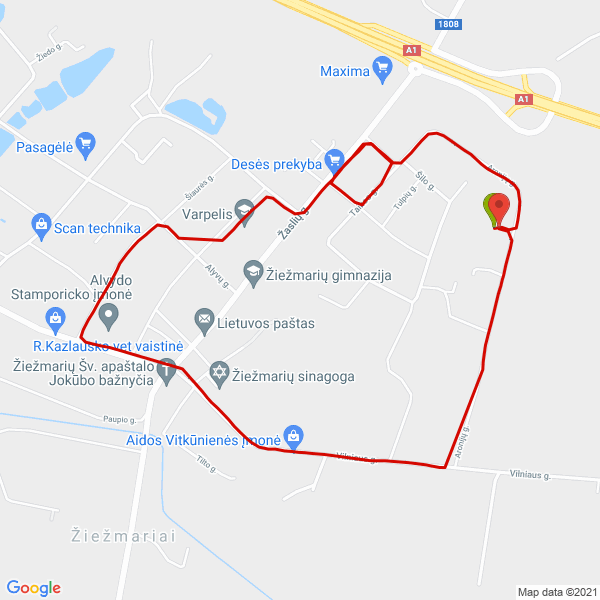 1808
A1
Žiedo g.
Maxima
A1
Pasagėlė
Desės prekyba
Šiaurės g.
Šilo g.
Tulpių g.
Varpelis
Žaslių g.
Scan technika
Alyvų g.
Žiežmarių gimnazija
Alvydo
Stamporicko įmonė
Lietuvos paštas
R.Kazlausko vet vaistinė
Žiežmarių Šv. apaštalo
Jokūbo bažnyčia
Žiežmarių sinagoga
Paupio g.
Aronijų g.
Aidos Vitkūnienės įmonė
Tilto g.
Vilniaus g.
Vilniaus g.
Žiežmariai
Google
Map data ©2021